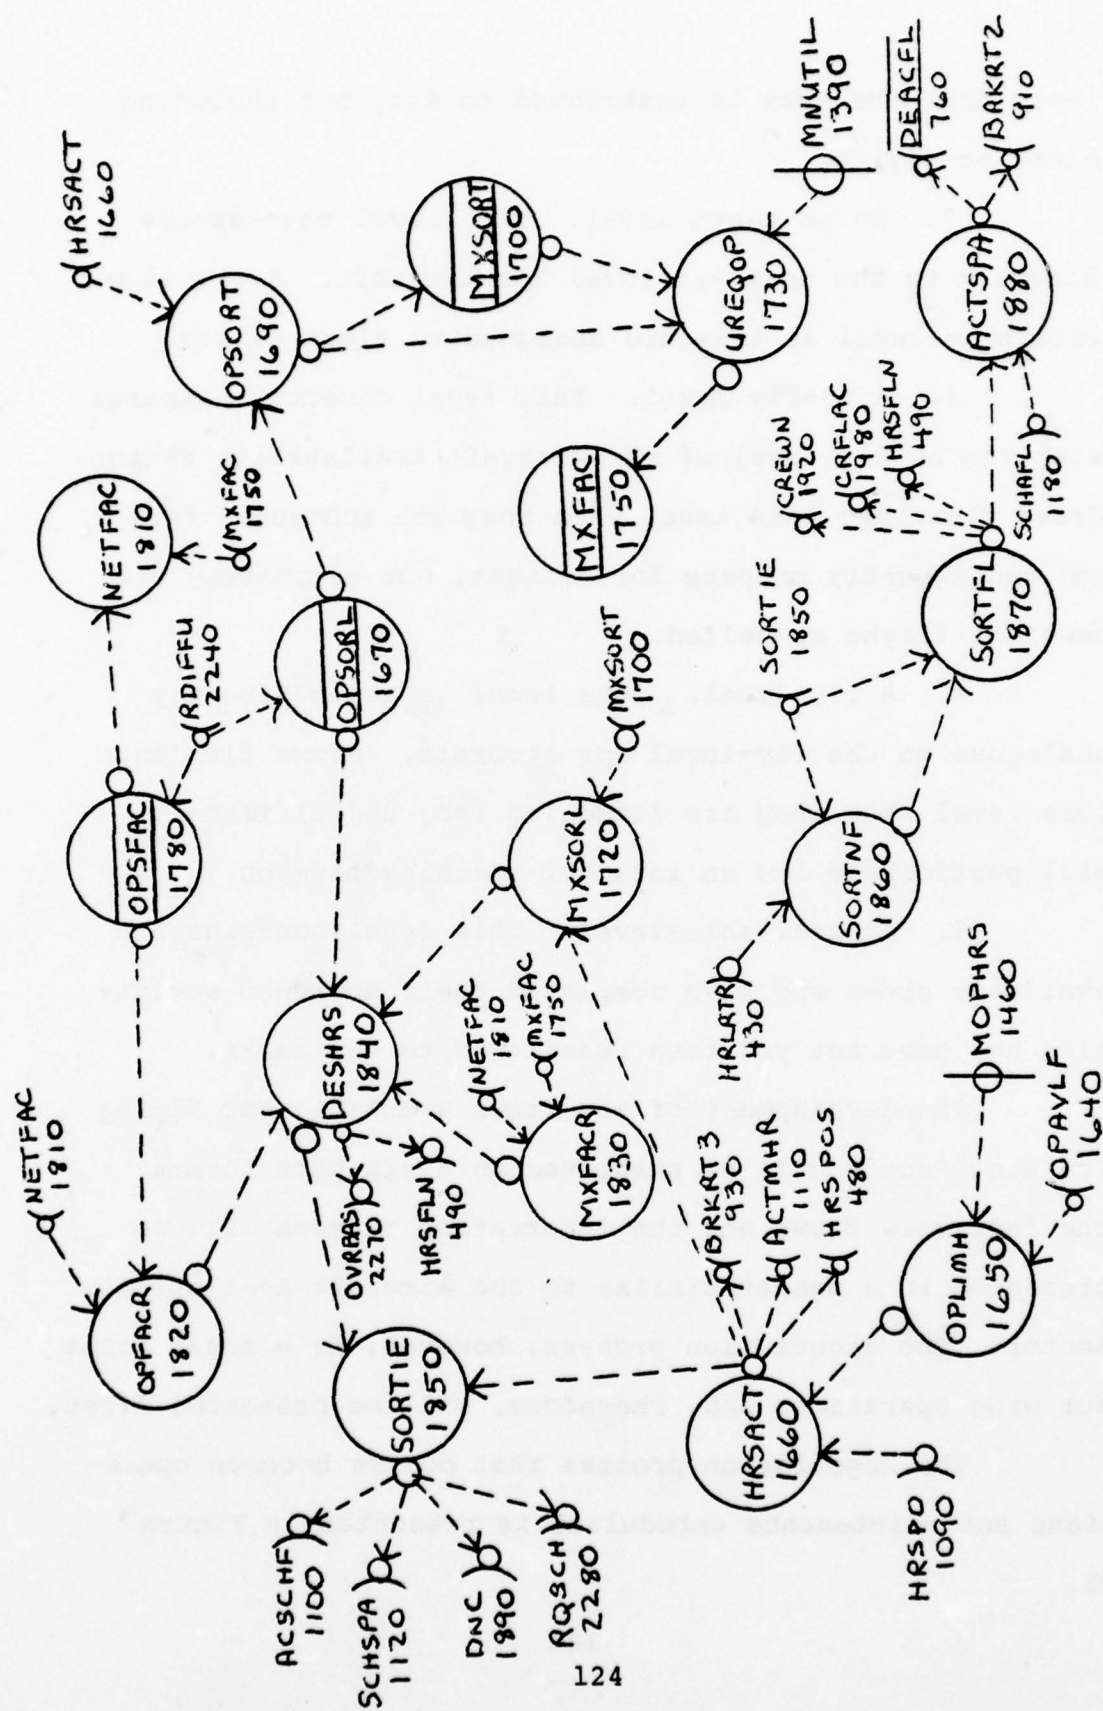 NETFAC
1810
OPFACR
1820
ACSCHF
1100
SCHSPA
1120
DNC
1890
RQSCH
2280
SORTIE
1850
OVRBAS
2270
HRSFLN
490
DESHRS
1840
OPSFAC
1780
RDIFFU
2240
NETFAC
1810
MXFAC
1750
HRSACT
1660
OPSORT
1690
OPSORL
1670
MXSORT
1700
NETFAC
1810
MXFAC
1750
MXFACR
1830
MXSORL
1720
MXSORT
1700
MXFAC
1750
UREQOP
1730
MNUTIL
1390
HRSPO
1090
HRSACT
1660
BRKRT3
930
ACTMHR
1110
HRSPOS
480
HRLATR
430
SORTNF
1860
SORTIE
1850
CREWN
1920
CRFLAC
1980
HRSFLN
490
SORTFL
1870
SCHAFL
1180
ACTSPA
1880
DEACFL
760
BRKRT2
910
OPLIMH
1650
MOPHRS
1460
OPAVLF
1640
124